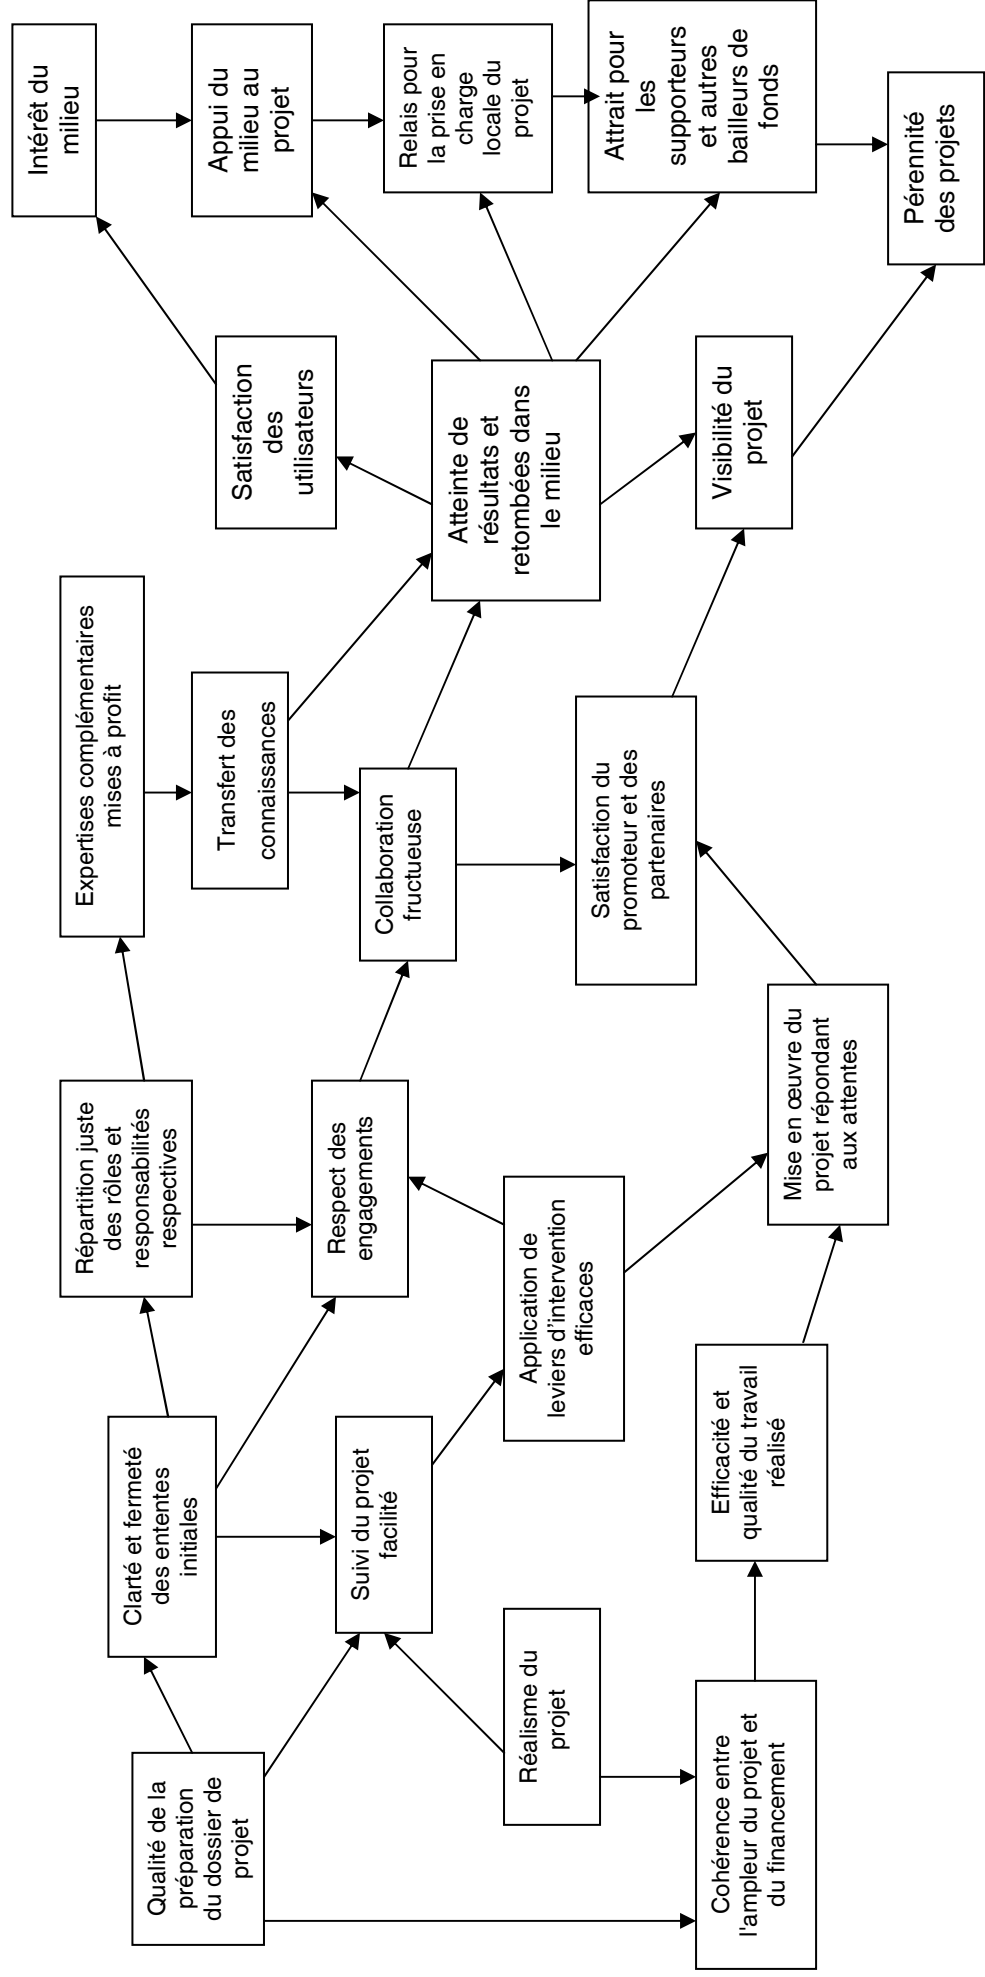 Qualité de la
préparation
du dossier de
projet
Clarté et fermeté
des ententes
initiales
Répartition juste
des rôles et
responsabilités
respectives
Expertises complémentaires
mises à profit
Transfert des
connaissances
Satisfaction
des
utilisateurs
Intérêt du
milieu
Appui du
milieu au
projet
Relais pour
la prise en
charge
locale du
projet
Attrait pour
les
supporteurs
et autres
bailleurs de
fonds
Pérennité
des projets
Suivi du projet
facilité
Respect des
engagements
Collaboration
fructueuse
Atteinte de
résultats et
retombées dans
le milieu
Réalisme du
projet
Application de
leviers d'intervention
efficaces
Satisfaction du
promoteur et des
partenaires
Visibilité du
projet
Cohérence entre
l'ampleur du projet et
du financement
Efficacité et
qualité du travail
réalisé
Mise en œuvre du
projet répondant
aux attentes